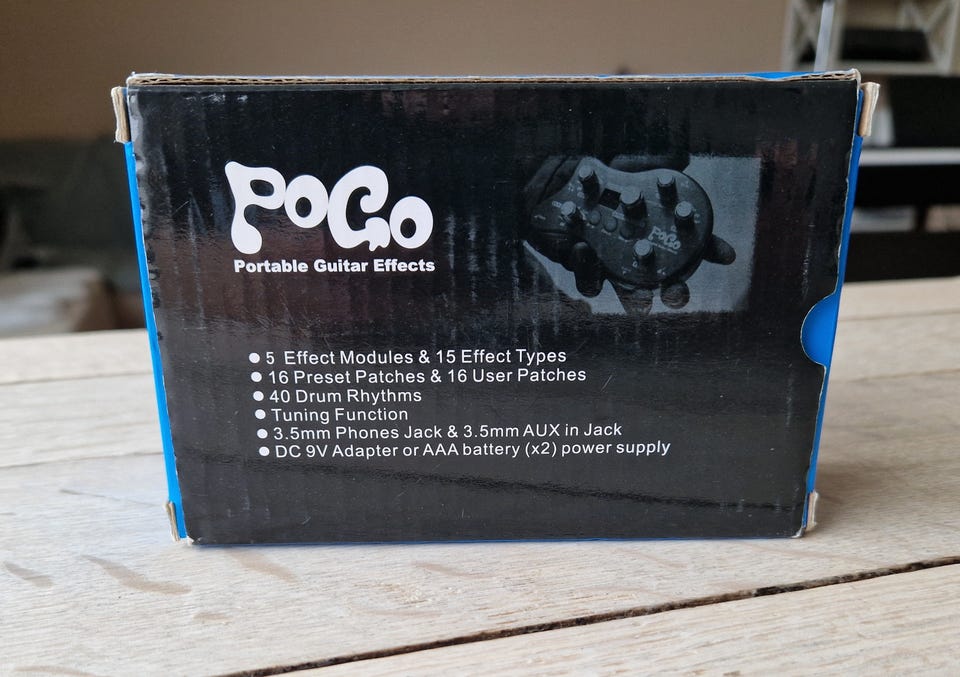 PoGo
Portable Guitar Effects
PoGo
● 5 Effect Modules & 15 Effect Types
● 16 Preset Patches & 16 User Patches
● 40 Drum Rhythms
● Tuning Function
● 3.5mm Phones Jack & 3.5mm AUX in Jack
● DC 9V Adapter or AAA battery (x2) power supply